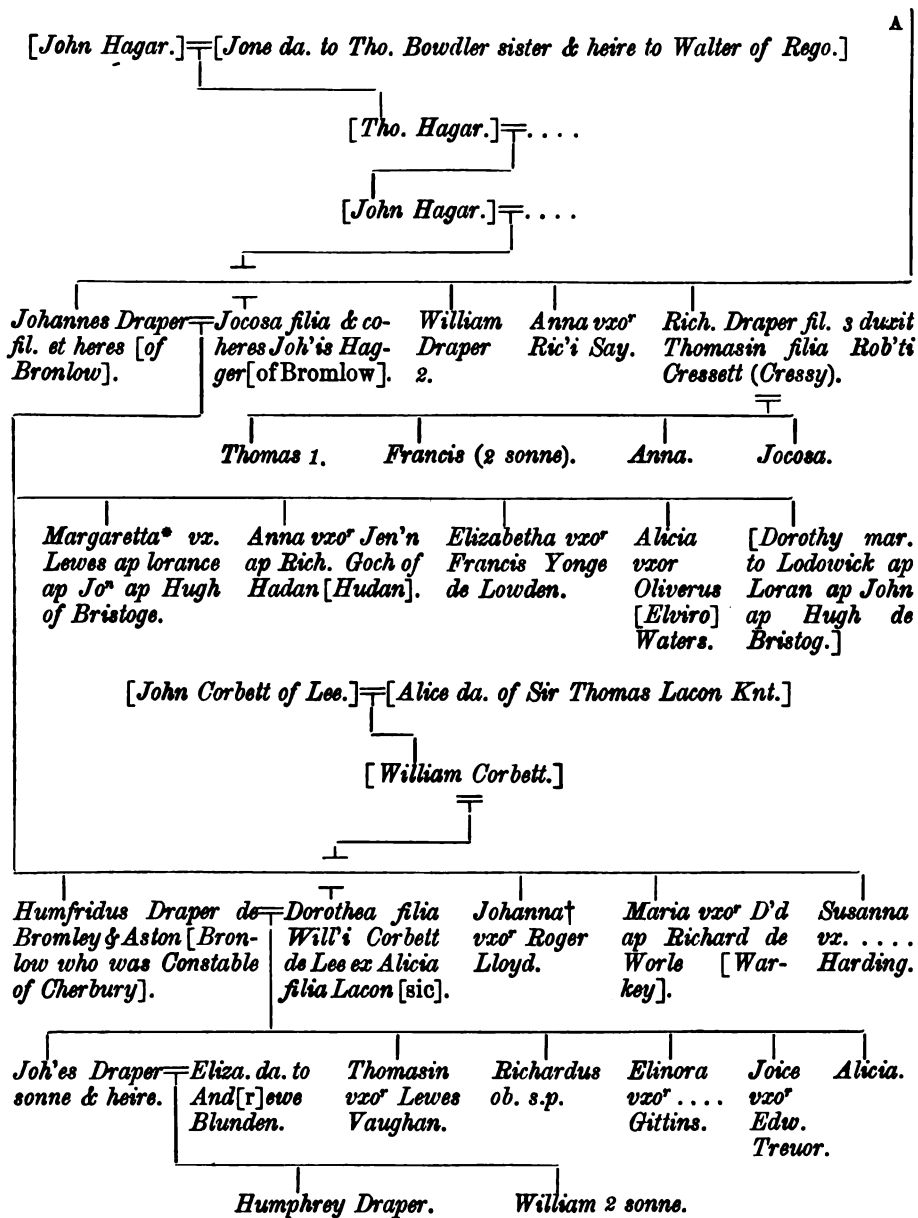 A
[John Hagar.]=[Jone da. to Tho. Bowdler sister & heire to Walter of Rego.]
[Tho. Hagar.]=. . . .
[John Hagar.]=. . . .
Johannes Draper=
fil. et heres [of
Bronlow].
Jocosa filia & co-
heres Joh'is Hag-
ger[of Bromlow].
William
Draper
2.
Anna vxoʳ
Ric'i Say.
Rich. Draper fil. 3 duxit
Thomasin filia Rob'ti
Cressett (Cressy).
Thomas 1.
Francis (2 sonne).
Anna.
Jocosa.
Margaretta* vx.
Lewes ap lorance
ap Joⁿ ap Hugh
of Bristoge.
Anna vxoʳ Jen'n
ap Rich. Goch of
Hadan [Hudan].
Elizabetha vxoʳ
Francis Yonge
de Lowden.
Alicia
vxor
Oliverus
[Elviro]
Waters.
[Dorothy mar.
to Lodowick ap
Loran ap John
ap Hugh de
Bristog.]
[John Corbett of Lee.]=[Alice da. of Sir Thomas Lacon Knt.]
[William Corbett.]
Humfridus Draper de=
Bromley & Aston [Bron-
low who was Constable
of Cherbury].
Dorothea filia
Will'i Corbett
de Lee ex Alicia
filia Lacon [sic].
Johanna†
vxoʳ Roger
Lloyd.
Maria vxoʳ D'd
ap Richard de
Worle [War-
key].
Susanna
vx. . . . . .
Harding.
Joh'es Draper=
sonne & heire.
Eliza. da. to
And[r]ewe
Blunden.
Thomasin
vxoʳ Lewes
Vaughan.
Richardus
ob. s.p.
Elinora
vxoʳ . . . .
Gittins.
Joice
vxoʳ
Edw.
Treuor.
Alicia.
Humphrey Draper.
William 2 sonne.